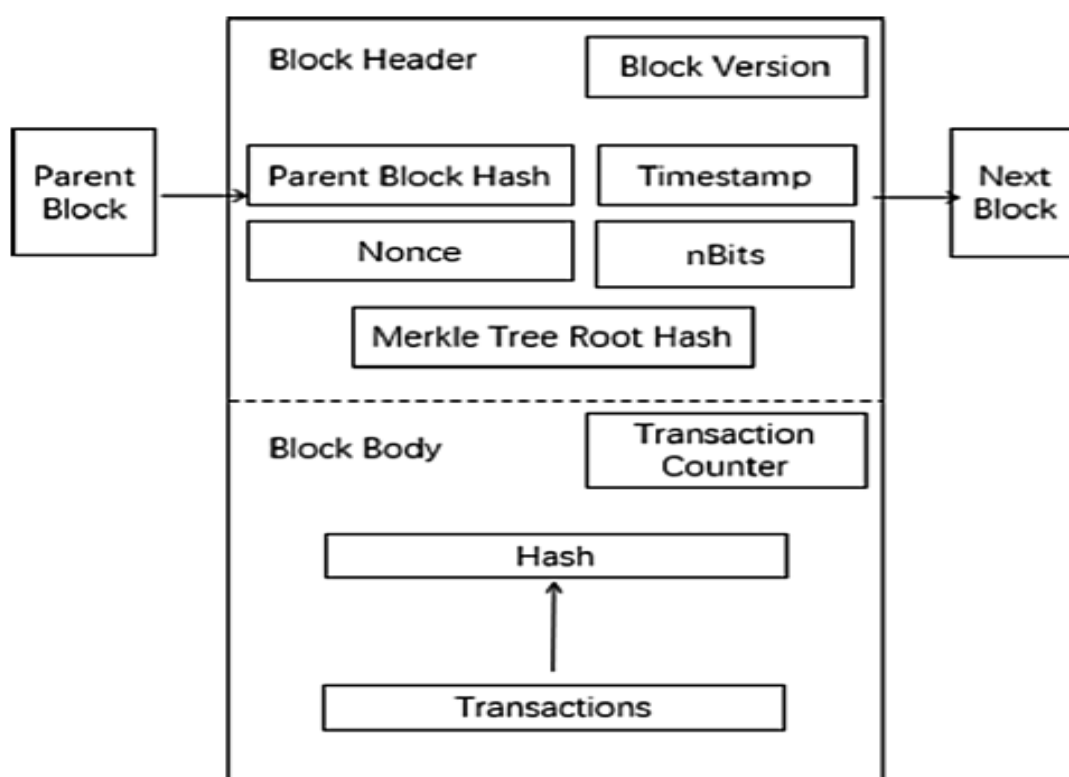 Block Header
Block Version
Parent
Block
Parent Block Hash
Timestamp
Next
Block
Nonce
nBits
Merkle Tree Root Hash
Block Body
Transaction
Counter
Hash
Transactions